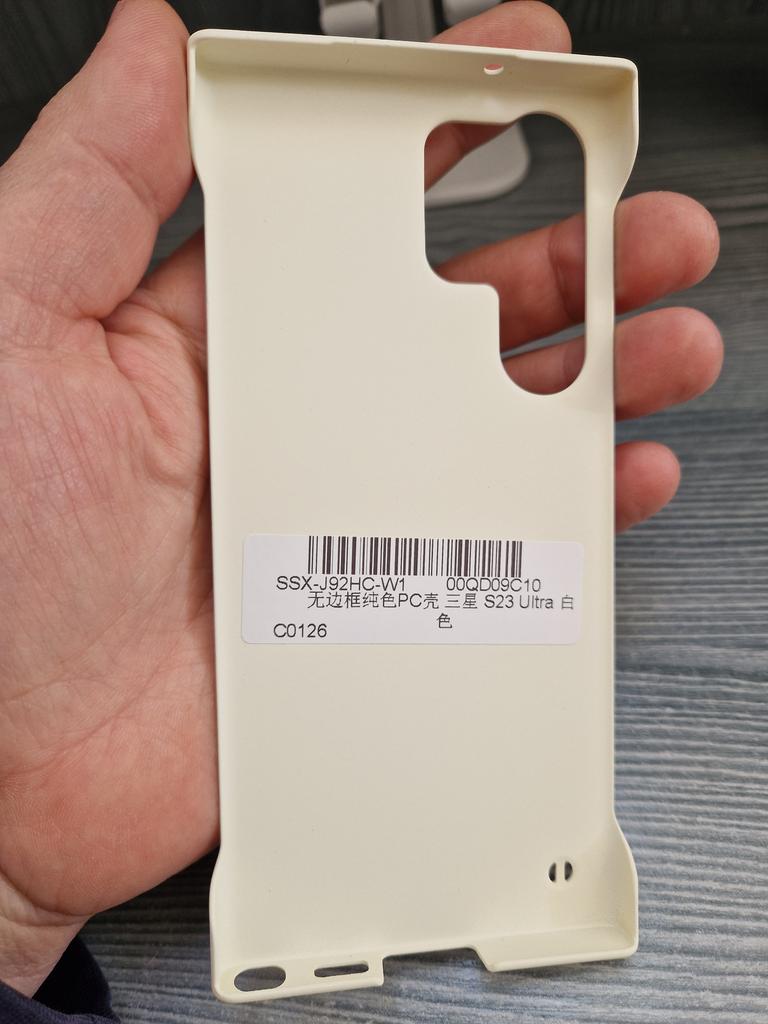 SSX-J92HC-W1 00QD09C10
无边框纯色PC壳 三星 S23 Ultra 白
色
C0126